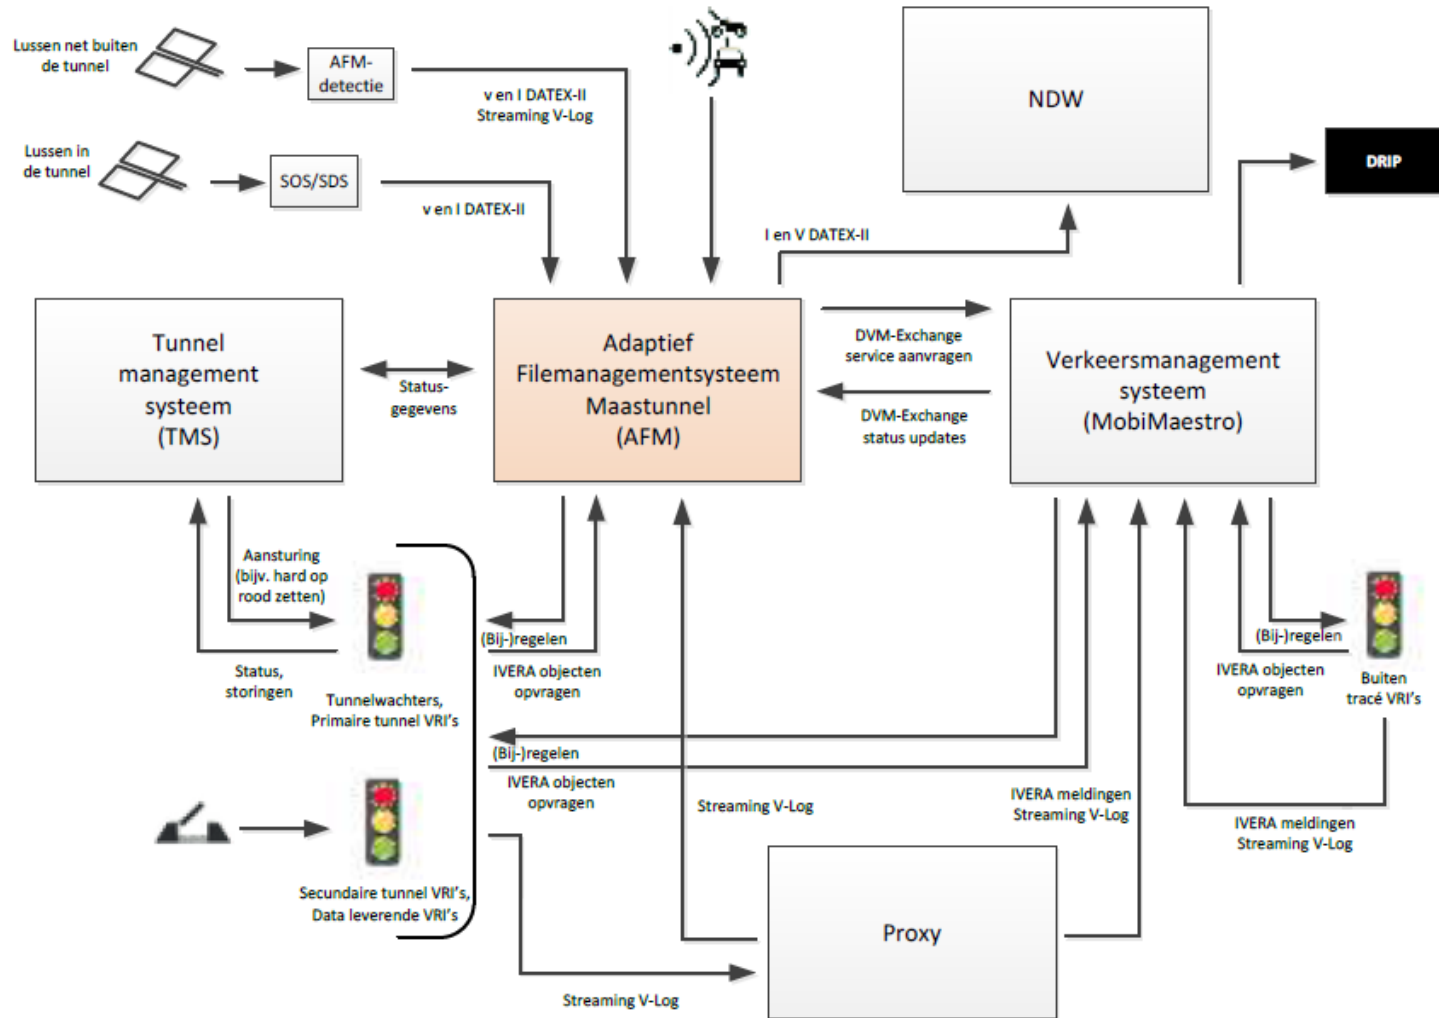 Lussen net buiten
de tunnel
AFM-
detectie
v en I DATEX-II
Streaming V-Log
NDW
Lussen in
de tunnel
SOS/SDS
v en I DATEX-II
DRIP
I en V DATEX-II
Tunnel
management
systeem
(TMS)
Status-
gegevens
Adaptief
Filemanagementsysteem
Maastunnel
(AFM)
DVM-Exchange
service aanvragen
DVM-Exchange
status updates
Verkeersmanagement
systeem
(MobiMaestro)
Aansturing
(bijv. hard op
rood zetten)
Status,
storingen
Tunnelwachters,
Primaire tunnel VRI's
(Bij-)regelen
IVERA objecten
opvragen
(Bij-)regelen
IVERA objecten
opvragen
Buiten
tracé VRI's
(Bij-)regelen
IVERA objecten
opvragen
Streaming V-Log
IVERA meldingen
Streaming V-Log
IVERA meldingen
Streaming V-Log
Secundaire tunnel VRI's,
Data leverende VRI's
Proxy
Streaming V-Log